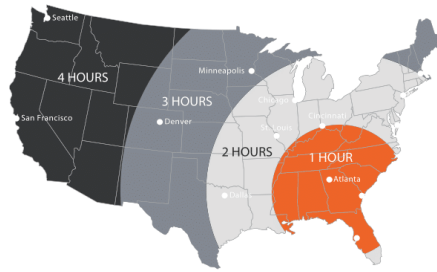 Seattle
4 HOURS
San Francisco
3 HOURS
Minneapolis
Denver
Chicago
Cincinnati
St. Louis
2 HOURS
Dallas
1 HOUR
Atlanta